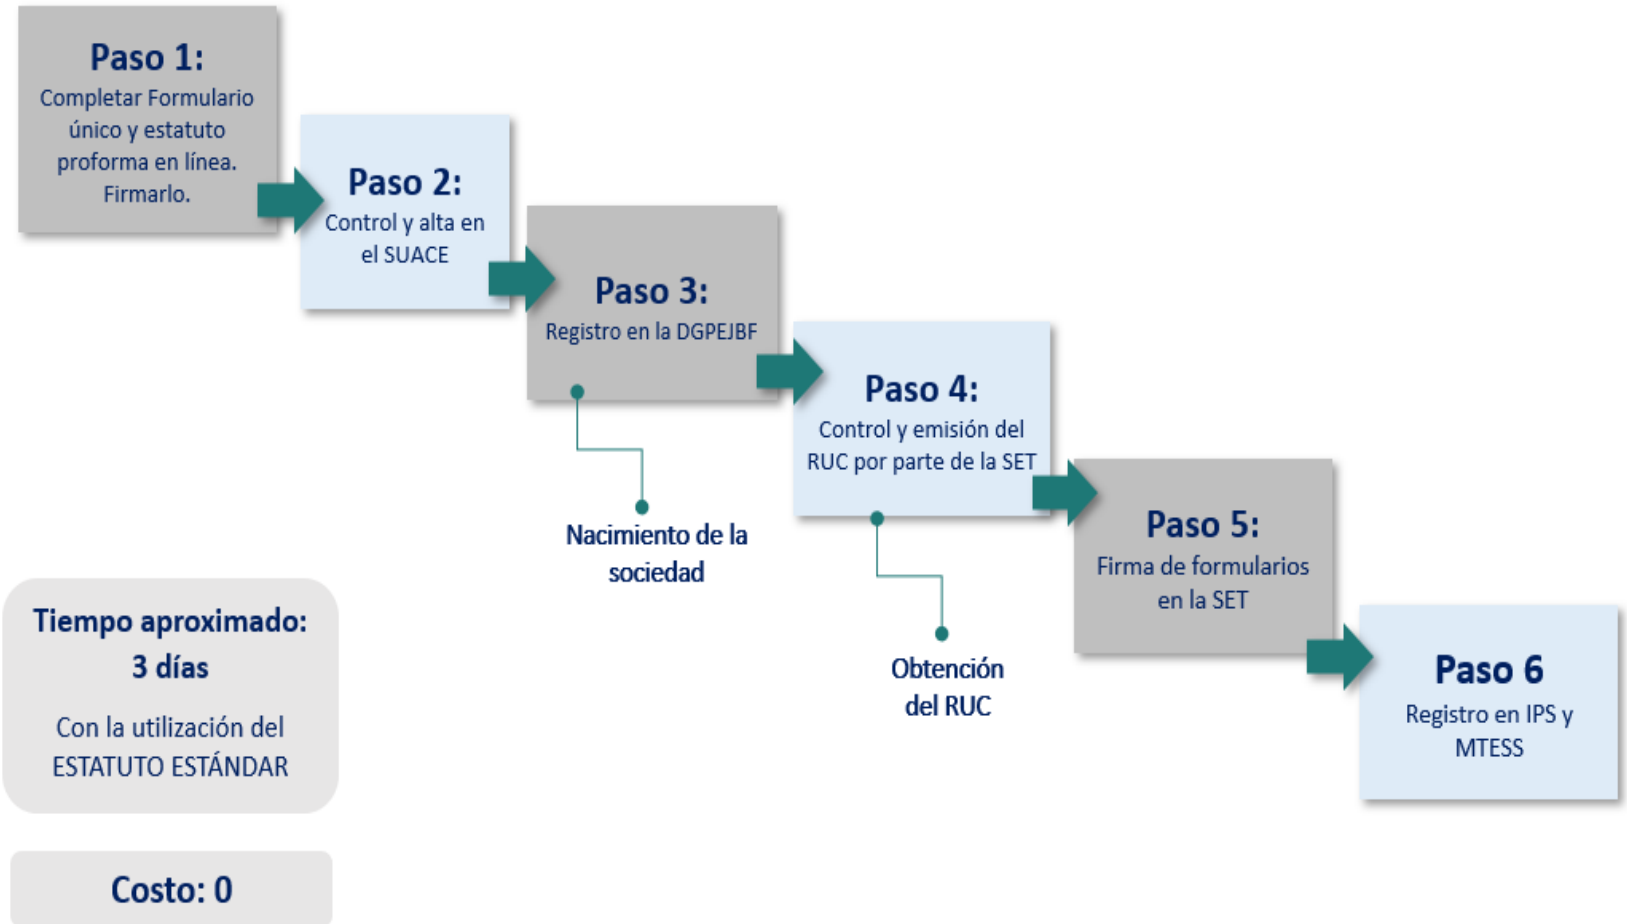 Paso 1:
Completar Formulario
único y estatuto
proforma en línea.
Firmarlo.
Paso 2:
Control y alta en
el SUACE
Paso 3:
Registro en la DGPEJBF
Nacimiento de la
sociedad
Paso 4:
Control y emisión del
RUC por parte de la SET
Obtención
del RUC
Paso 5:
Firma de formularios
en la SET
Paso 6
Registro en IPS y
MTESS
Tiempo aproximado:
3 días
Con la utilización del
ESTATUTO ESTÁNDAR
Costo: 0